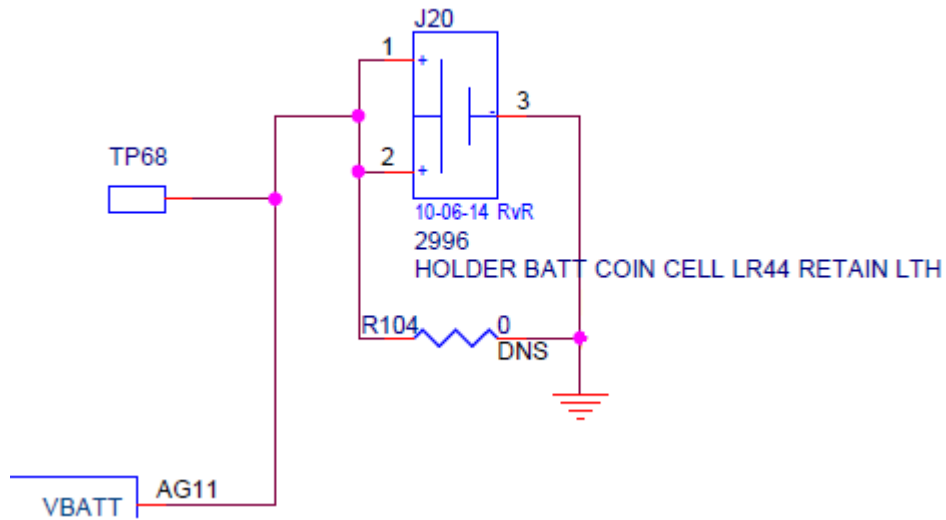 J20
1
+
3
-
TP68
2
+
10-06-14 RvR
2996
HOLDER BATT COIN CELL LR44 RETAIN LTH
R104
0
DNS
AG11
VBATT